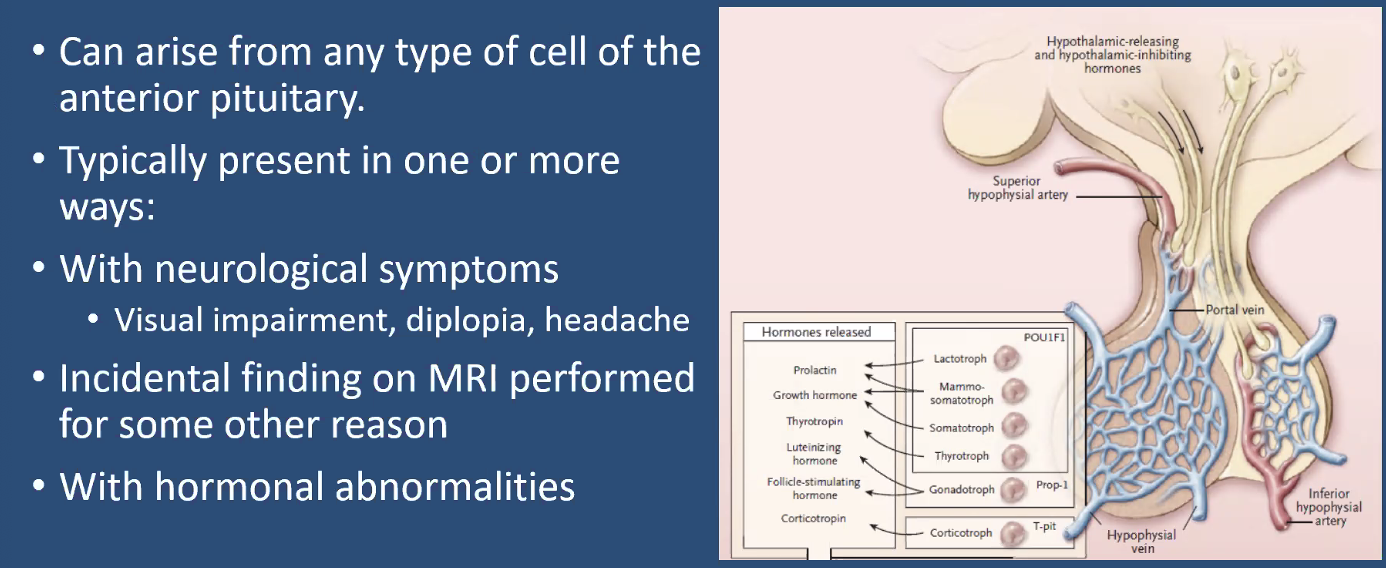 • Can arise from any type of cell of the
anterior pituitary.
• Typically present in one or more
ways:
• With neurological symptoms
• Visual impairment, diplopia, headache
• Incidental finding on MRI performed
for some other reason
• With hormonal abnormalities
Hypothalamic-releasing
and hypothalamic-inhibiting
hormones
Superior
hypophysial artery
Portal vein
Hormones released
Prolactin
Growth hormone
Thyrotropin
Luteinizing
hormone
Follicle-stimulating
hormone
Corticotropin
POU1F1
Lactotroph
Mammo-
somatotroph
Somatotroph
Thyrotroph
Gonadotroph
Prop-1
Corticotroph
T-pit
Hypophysial
vein
Inferior
hypophysial
artery